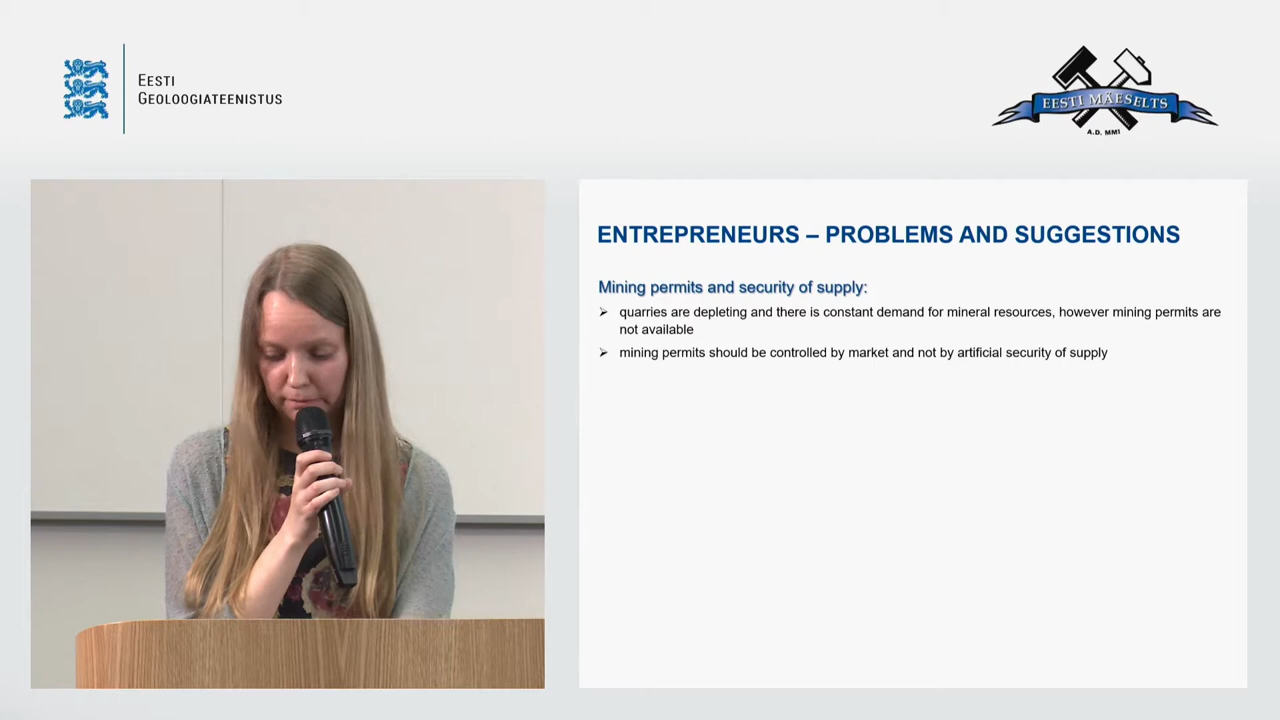 EESTI
GEOLOOGIATEENISTUS
EESTI MÄESELTS
A.D. MMI
ENTREPRENEURS – PROBLEMS AND SUGGESTIONS
Mining permits and security of supply:
➢ quarries are depleting and there is constant demand for mineral resources, however mining permits are
not available
➢ mining permits should be controlled by market and not by artificial security of supply